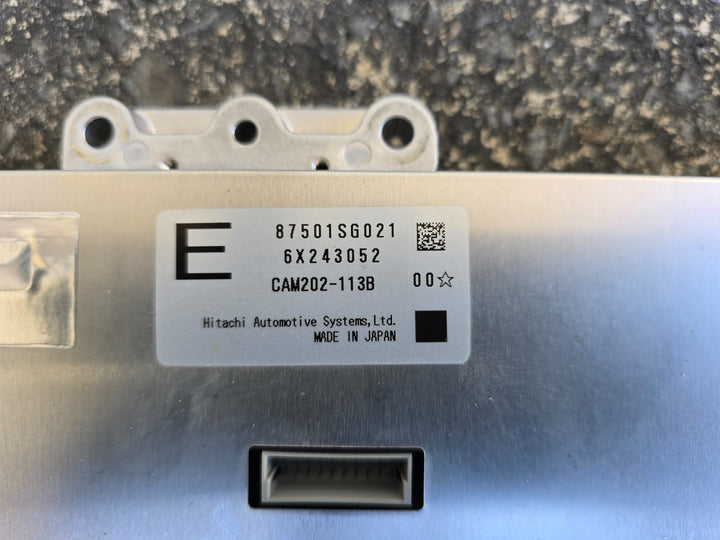 E
87501SG021
6X243052
CAM202-113B
00☆
Hitachi Automotive Systems,Ltd.
MADE IN JAPAN